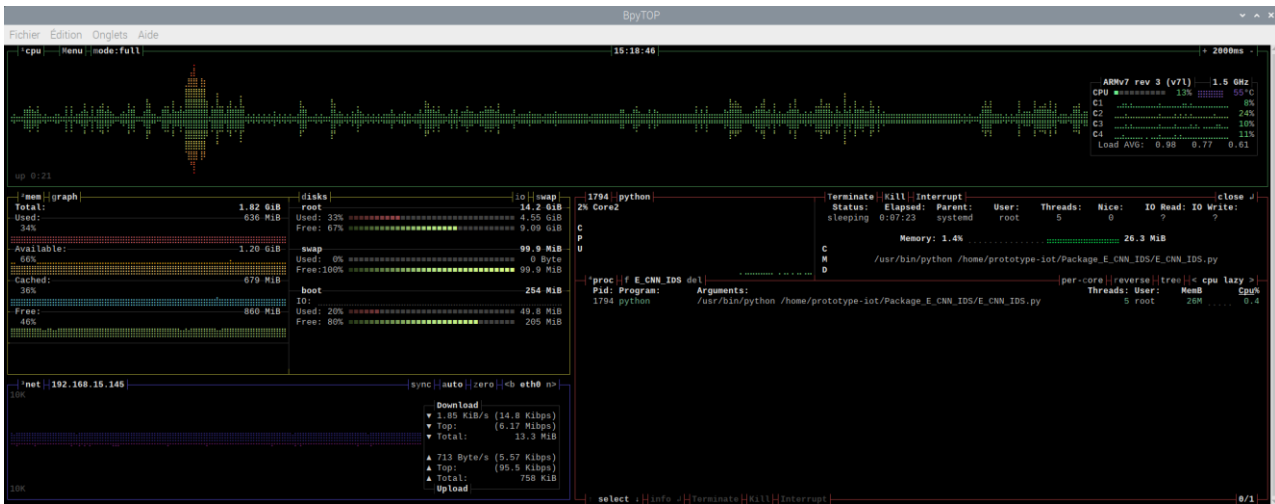 BpyTOP
Fichier Édition Onglets Aide
¹cpu Menu mode:full 15:18:46 + 2000ms -
ARMv7 rev 3 (v7l) 1.5 GHz
CPU 13% 55°C
C1 8%
C2 24%
C3 10%
C4 11%
Load AVG: 0.98 0.77 0.61
up 0:21
²mem graph
Total: 1.82 GiB
Used: 636 MiB
34%
Available: 1.20 GiB
66%
Cached: 679 MiB
36%
Free: 860 MiB
46%
disks io swap
root 14.2 GiB
Used: 33% 4.55 GiB
Free: 67% 9.09 GiB
swap 99.9 MiB
Used: 0% 0 Byte
Free:100% 99.9 MiB
boot 254 MiB
IO:
Used: 20% 49.8 MiB
Free: 80% 205 MiB
1794 python Terminate Kill Interrupt close ↲
2% Core2
C
P
U
Status: Elapsed: Parent: User: Threads: Nice: IO Read: IO Write:
sleeping 0:07:23 systemd root 5 0 ? ?
Memory: 1.4% 26.3 MiB
C
M
D
/usr/bin/python /home/prototype-iot/Package_E_CNN_IDS/E_CNN_IDS.py
⁴proc f E_CNN_IDS del per-core reverse tree < cpu lazy >
Pid: Program: Arguments: Threads: User: MemB Cpu%
1794 python /usr/bin/python /home/prototype-iot/Package_E_CNN_IDS/E_CNN_IDS.py 5 root 26M 0.4
³net 192.168.15.145 sync auto zero <b eth0 n>
10K
Download
▼ 1.85 KiB/s (14.8 Kibps)
▼ Top: (6.17 Mibps)
▼ Total: 13.3 MiB
▲ 713 Byte/s (5.57 Kibps)
▲ Top: (95.5 Kibps)
▲ Total: 758 KiB
Upload
10K
↑ select ↓ info ↲ Terminate Kill Interrupt 0/1